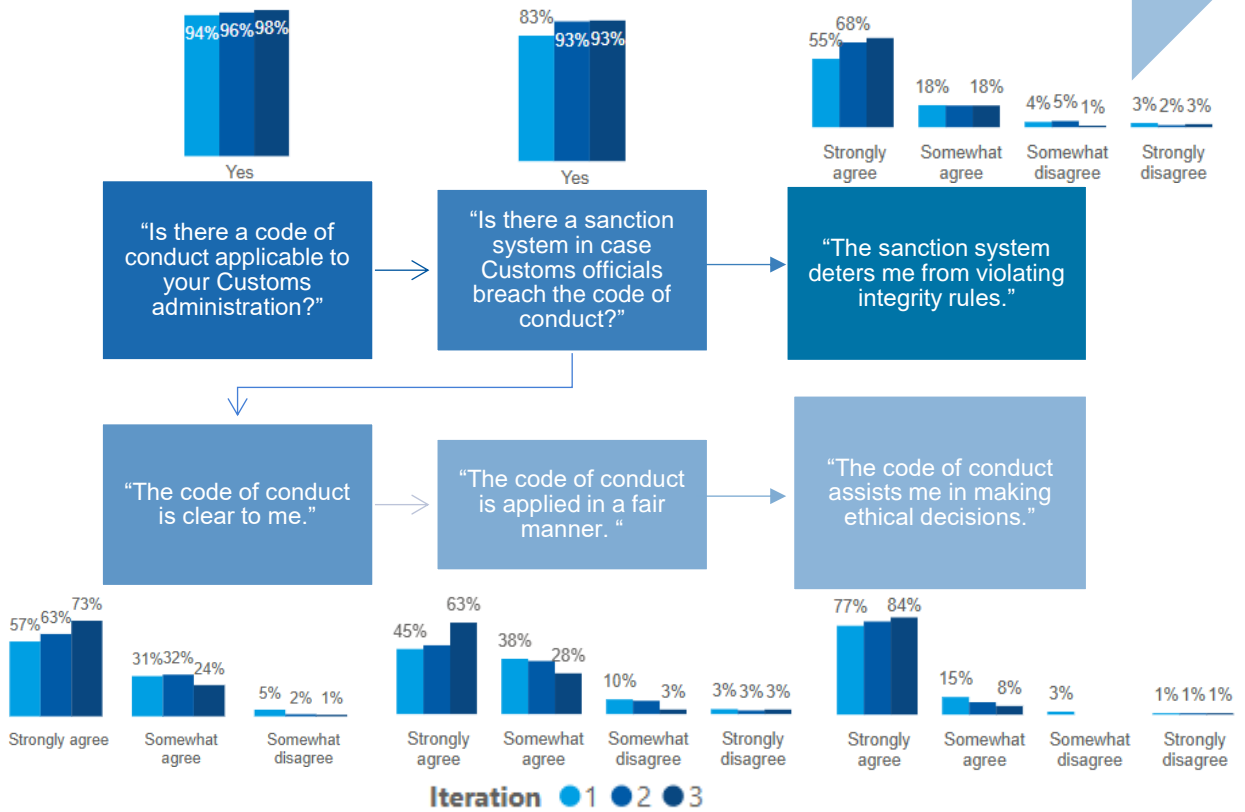 94% 96% 98%
Yes
83% 93% 93%
Yes
55% 68%
18% 18%
4% 5% 1%
3% 2% 3%
Strongly
agree
Somewhat
agree
Somewhat
disagree
Strongly
disagree
“Is there a code of
conduct applicable to
your Customs
administration?”
“Is there a sanction
system in case
Customs officials
breach the code of
conduct?”
“The sanction system
deters me from violating
integrity rules.”
“The code of conduct
is clear to me.”
“The code of conduct
is applied in a fair
manner. “
“The code of conduct
assists me in making
ethical decisions.”
57% 63% 73%
31% 32% 24%
5% 2% 1%
Strongly agree
Somewhat
agree
Somewhat
disagree
45% 63%
38% 28%
10% 3%
3% 3% 3%
Strongly
agree
Somewhat
agree
Somewhat
disagree
Strongly
disagree
77% 84%
15% 8%
3%
1% 1% 1%
Strongly
agree
Somewhat
agree
Somewhat
disagree
Strongly
disagree
Iteration 1 2 3